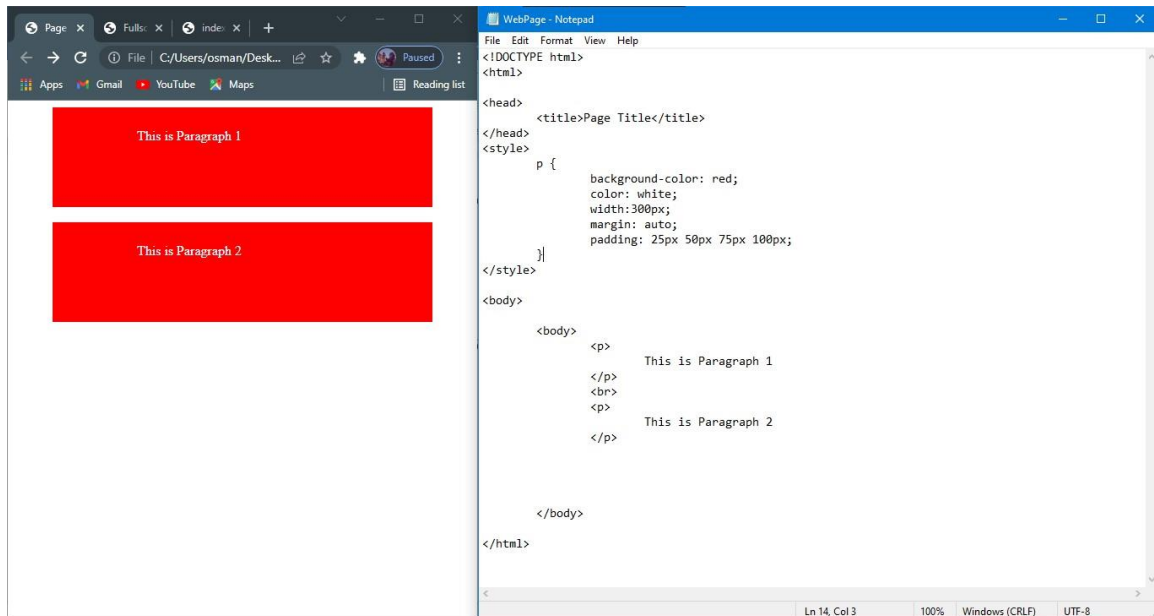 Page
Fullsc
index
File
C:/Users/osman/Desk...
Paused
Apps
Gmail
YouTube
Maps
Reading list
This is Paragraph 1
This is Paragraph 2
WebPage - Notepad
File Edit Format View Help
<!DOCTYPE html>
<html>
<head>
<title>Page Title</title>
</head>
<style>
p {
background-color: red;
color: white;
width:300px;
margin: auto;
padding: 25px 50px 75px 100px;
}
</style>
<body>
<body>
<p>
This is Paragraph 1
</p>
<br>
<p>
This is Paragraph 2
</p>
</body>
</html>
Ln 14, Col 3
100%
Windows (CRLF)
UTF-8